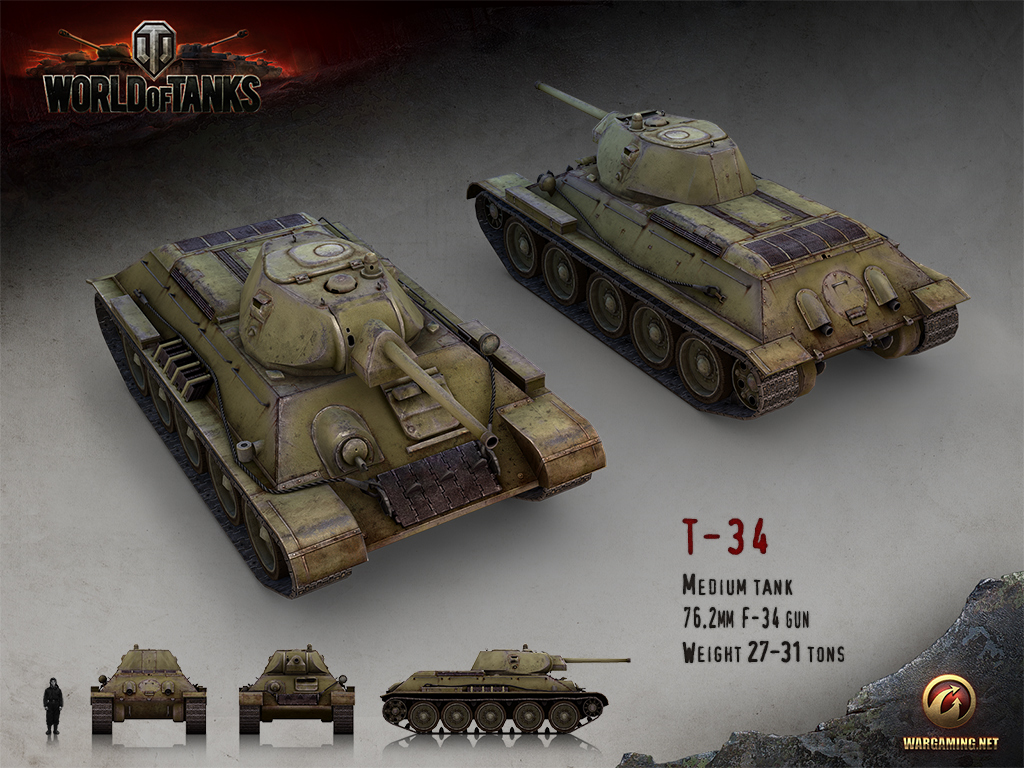 WORLD OF TANKS
T-34
MEDIUM TANK
76.2MM F-34 GUN
WEIGHT 27-31 TONS
WARGAMING.NET